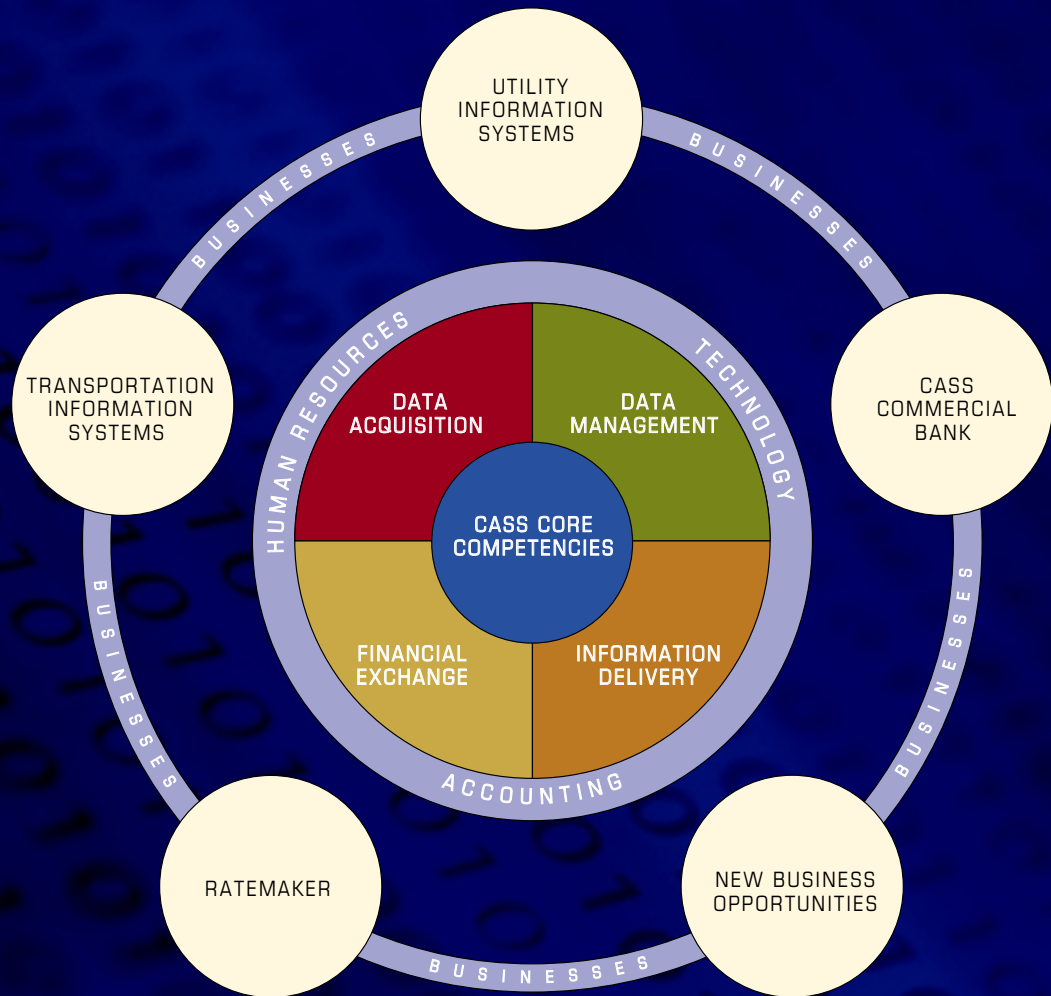 UTILITY
INFORMATION
SYSTEMS
BUSINESSES
BUSINESSES
TRANSPORTATION
INFORMATION
SYSTEMS
CASS
COMMERCIAL
BANK
HUMAN RESOURCES
TECHNOLOGY
DATA
ACQUISITION
DATA
MANAGEMENT
CASS CORE
COMPETENCIES
FINANCIAL
EXCHANGE
INFORMATION
DELIVERY
ACCOUNTING
BUSINESSES
BUSINESSES
RATEMAKER
NEW BUSINESS
OPPORTUNITIES
BUSINESSES